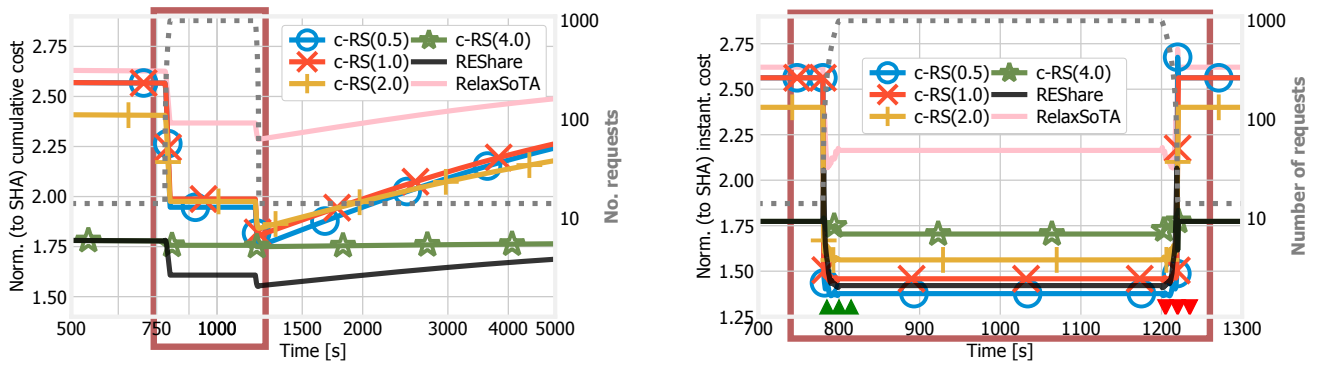 Norm. (to SHA) cumulative cost
2.75
2.50
2.25
2.00
1.75
1.50
c-RS(0.5)
c-RS(1.0)
c-RS(2.0)
c-RS(4.0)
REShare
RelaxSoTA
1000
100
10
No. requests
500
750
1000
1500
2000
3000
4000
5000
Time [s]
Norm. (to SHA) instant. cost
2.75
2.50
2.25
2.00
1.75
1.50
1.25
c-RS(0.5)
c-RS(1.0)
c-RS(2.0)
c-RS(4.0)
REShare
RelaxSoTA
1000
100
10
Number of requests
700
800
900
1000
1100
1200
1300
Time [s]